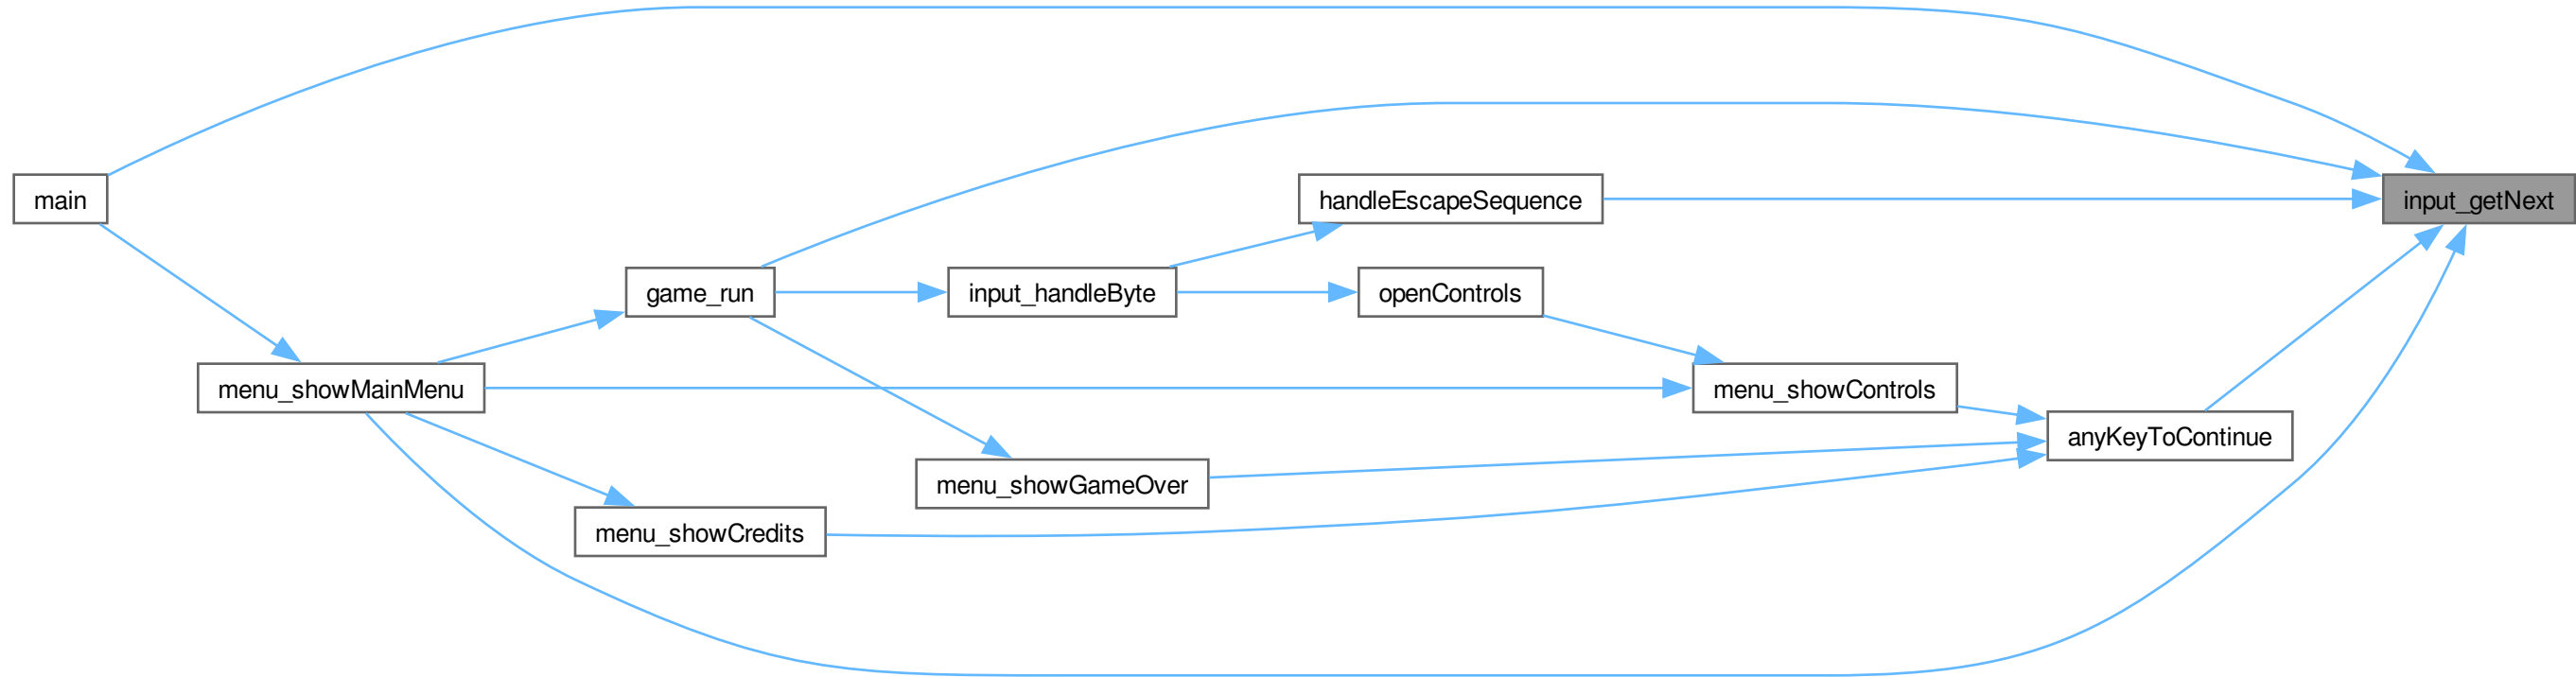 main
handleEscapeSequence
input_getNext
game_run
input_handleByte
openControls
menu_showMainMenu
menu_showControls
anyKeyToContinue
menu_showGameOver
menu_showCredits